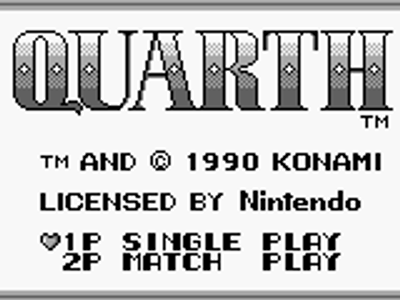 QUARTH
TM
TM AND © 1990 KONAMI
LICENSED BY Nintendo
1P SINGLE PLAY
2P MATCH PLAY